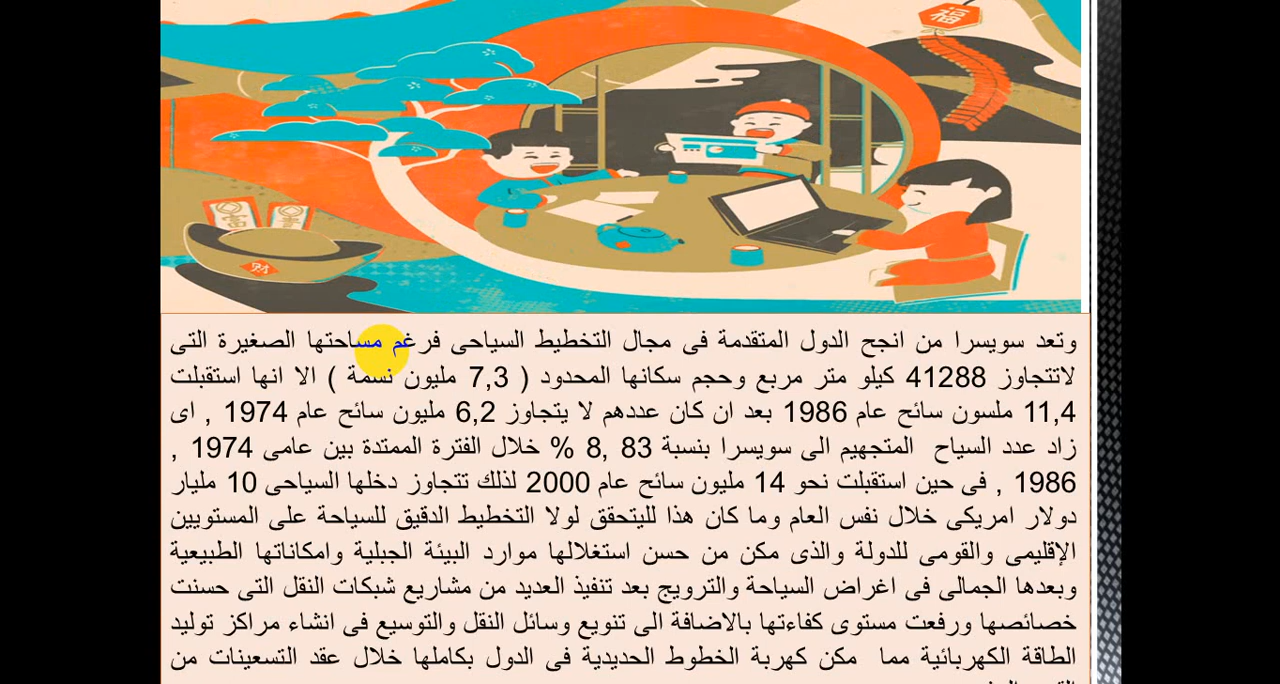 福
وتعد سويسرا من انجح الدول المتقدمة فى مجال التخطيط السياحى فرغم مساحتها الصغيرة التى
لاتتجاوز 41288 كيلو متر مربع وحجم سكانها المحدود ( 7,3 مليون نسمة ) الا انها استقبلت
11,4 ملسون سائح عام 1986 بعد ان كان عددهم لا يتجاوز 6,2 مليون سائح عام 1974 , اى
زاد عدد السياح المتجهيم الى سويسرا بنسبة 83 ,8 % خلال الفترة الممتدة بين عامى 1974 ,
1986 , فى حين استقبلت نحو 14 مليون سائح عام 2000 لذلك تتجاوز دخلها السياحى 10 مليار
دولار امريكى خلال نفس العام وما كان هذا لليتحقق لولا التخطيط الدقيق للسياحة على المستويين
الإقليمى والقومى للدولة والذى مكن من حسن استغلالها موارد البيئة الجبلية وامكاناتها الطبيعية
وبعدها الجمالى فى اغراض السياحة والترويج بعد تنفيذ العديد من مشاريع شبكات النقل التى حسنت
خصائصها ورفعت مستوى كفاءتها بالاضافة الى تنويع وسائل النقل والتوسيع فى انشاء مراكز توليد
الطاقة الكهربائية مما مكن كهربة الخطوط الحديدية فى الدول بكاملها خلال عقد التسعينات من